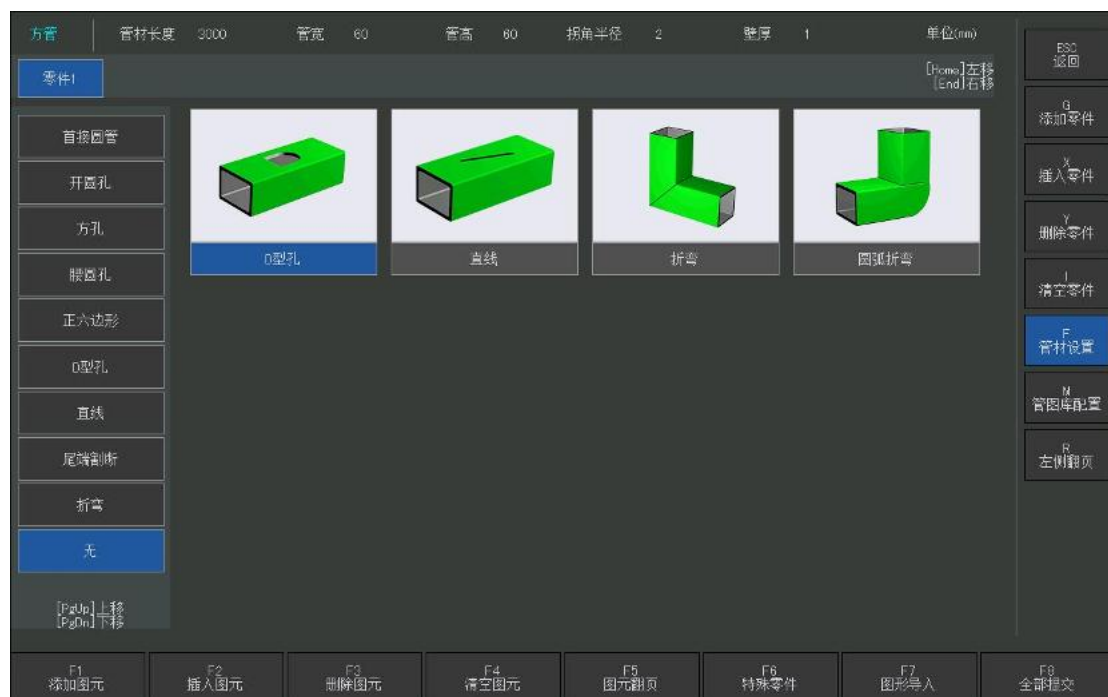 方管 管材长度 3000 管宽 60 管高 60 拐角半径 2 壁厚 1 单位(mm)
零件1
[Home]左移
[End]右移
首接圆管
开圆孔
方孔
腰圆孔
正六边形
D型孔
直线
尾端割断
折弯
无
[PgUp]上移
[PgDn]下移
D型孔
直线
折弯
圆弧折弯
ESC
返回
G
添加零件
X
插入零件
Y
删除零件
I
清空零件
F
管材设置
N
管图库配置
R
左侧翻页
F1
添加图元
F2
插入图元
F3
删除图元
F4
清空图元
F5
图元翻页
F6
特殊零件
F7
图形导入
F8
全部提交